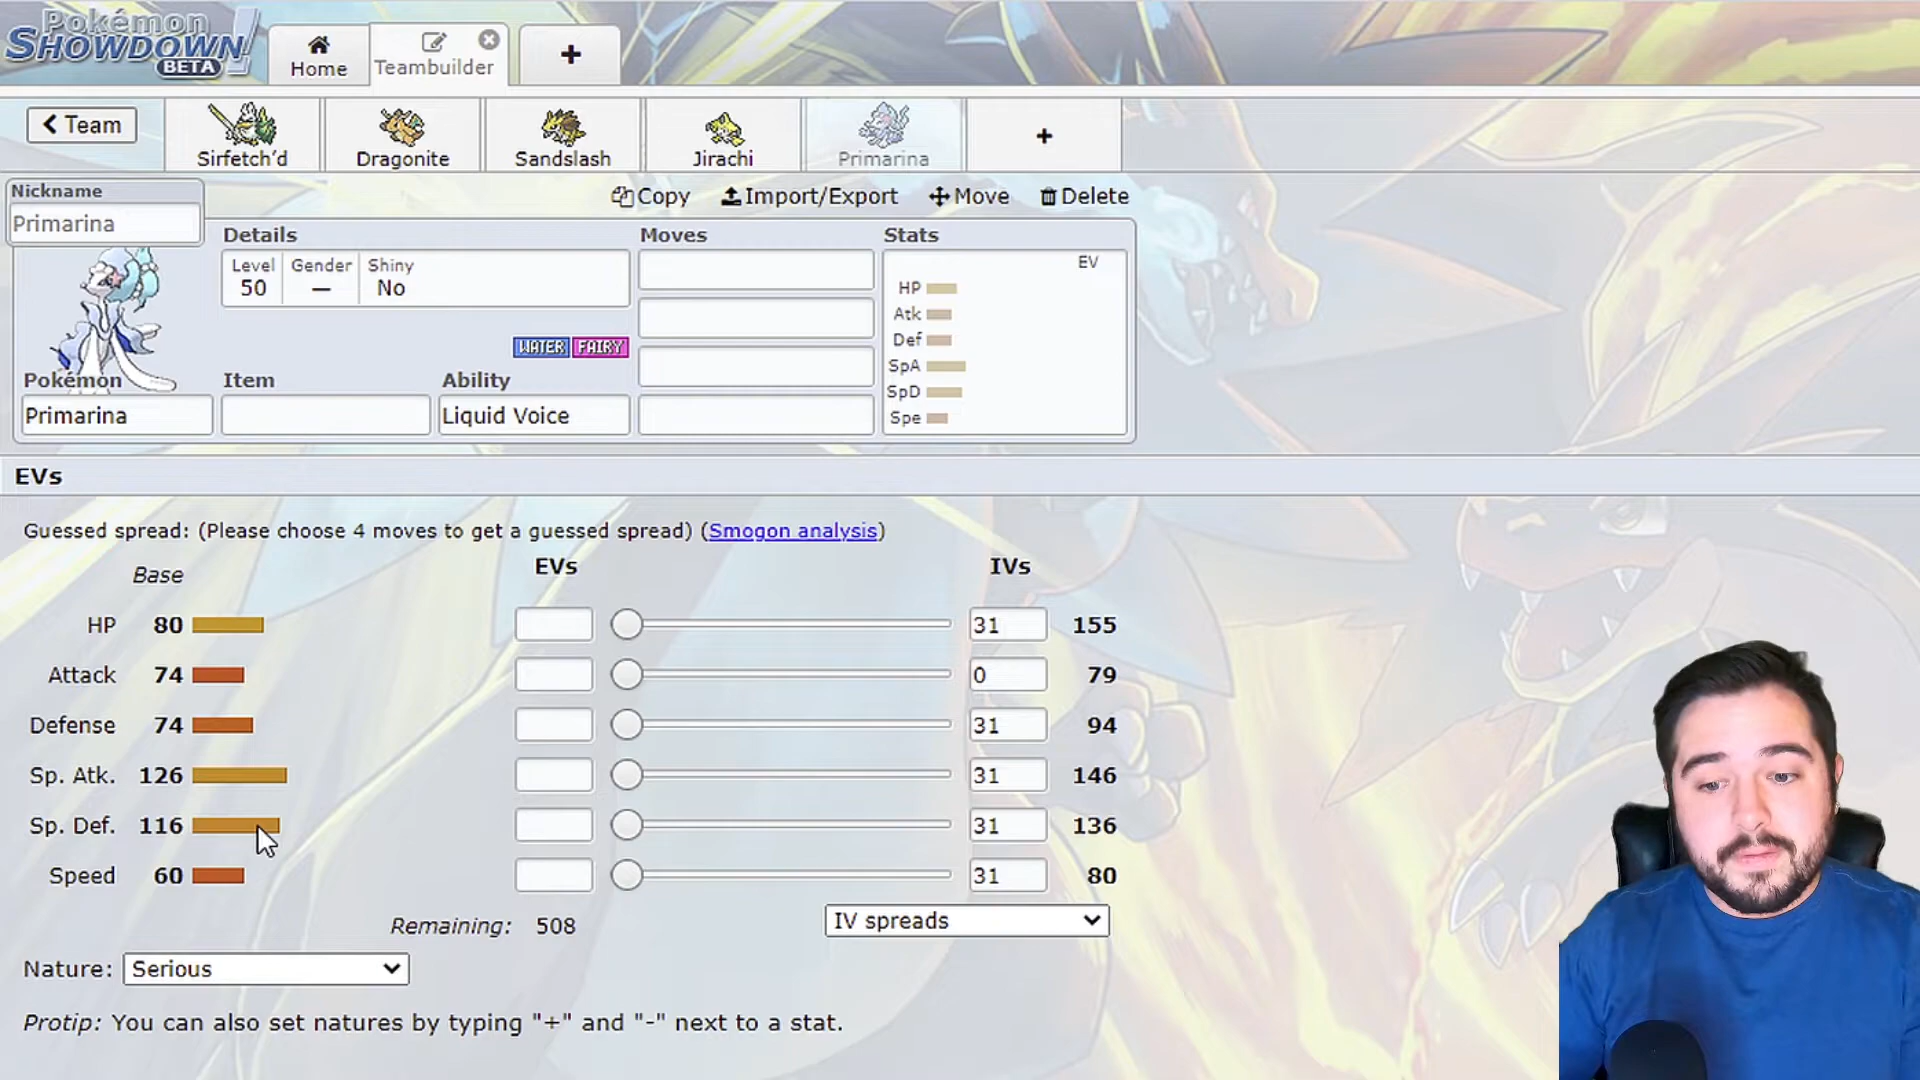 Pokémon
SHOWDOWN!
BETA
Home
Teambuilder
+
Team
Sirfetch'd
Dragonite
Sandslash
Jirachi
Primarina
+
Nickname
Primarina
Copy
Import/Export
Move
Delete
Details
Moves
Stats
Level
Gender
Shiny
50
—
No
EV
HP
Atk
Def
SpA
SpD
Spe
WATER
FAIRY
Pokémon
Item
Ability
Primarina
Liquid Voice
EVs
Guessed spread: (Please choose 4 moves to get a guessed spread) (Smogon analysis)
Base
EVs
IVs
HP 80 31 155
Attack 74 0 79
Defense 74 31 94
Sp. Atk. 126 31 146
Sp. Def. 116 31 136
Speed 60 31 80
Remaining: 508
IV spreads
Nature: Serious
Protip: You can also set natures by typing "+" and "-" next to a stat.